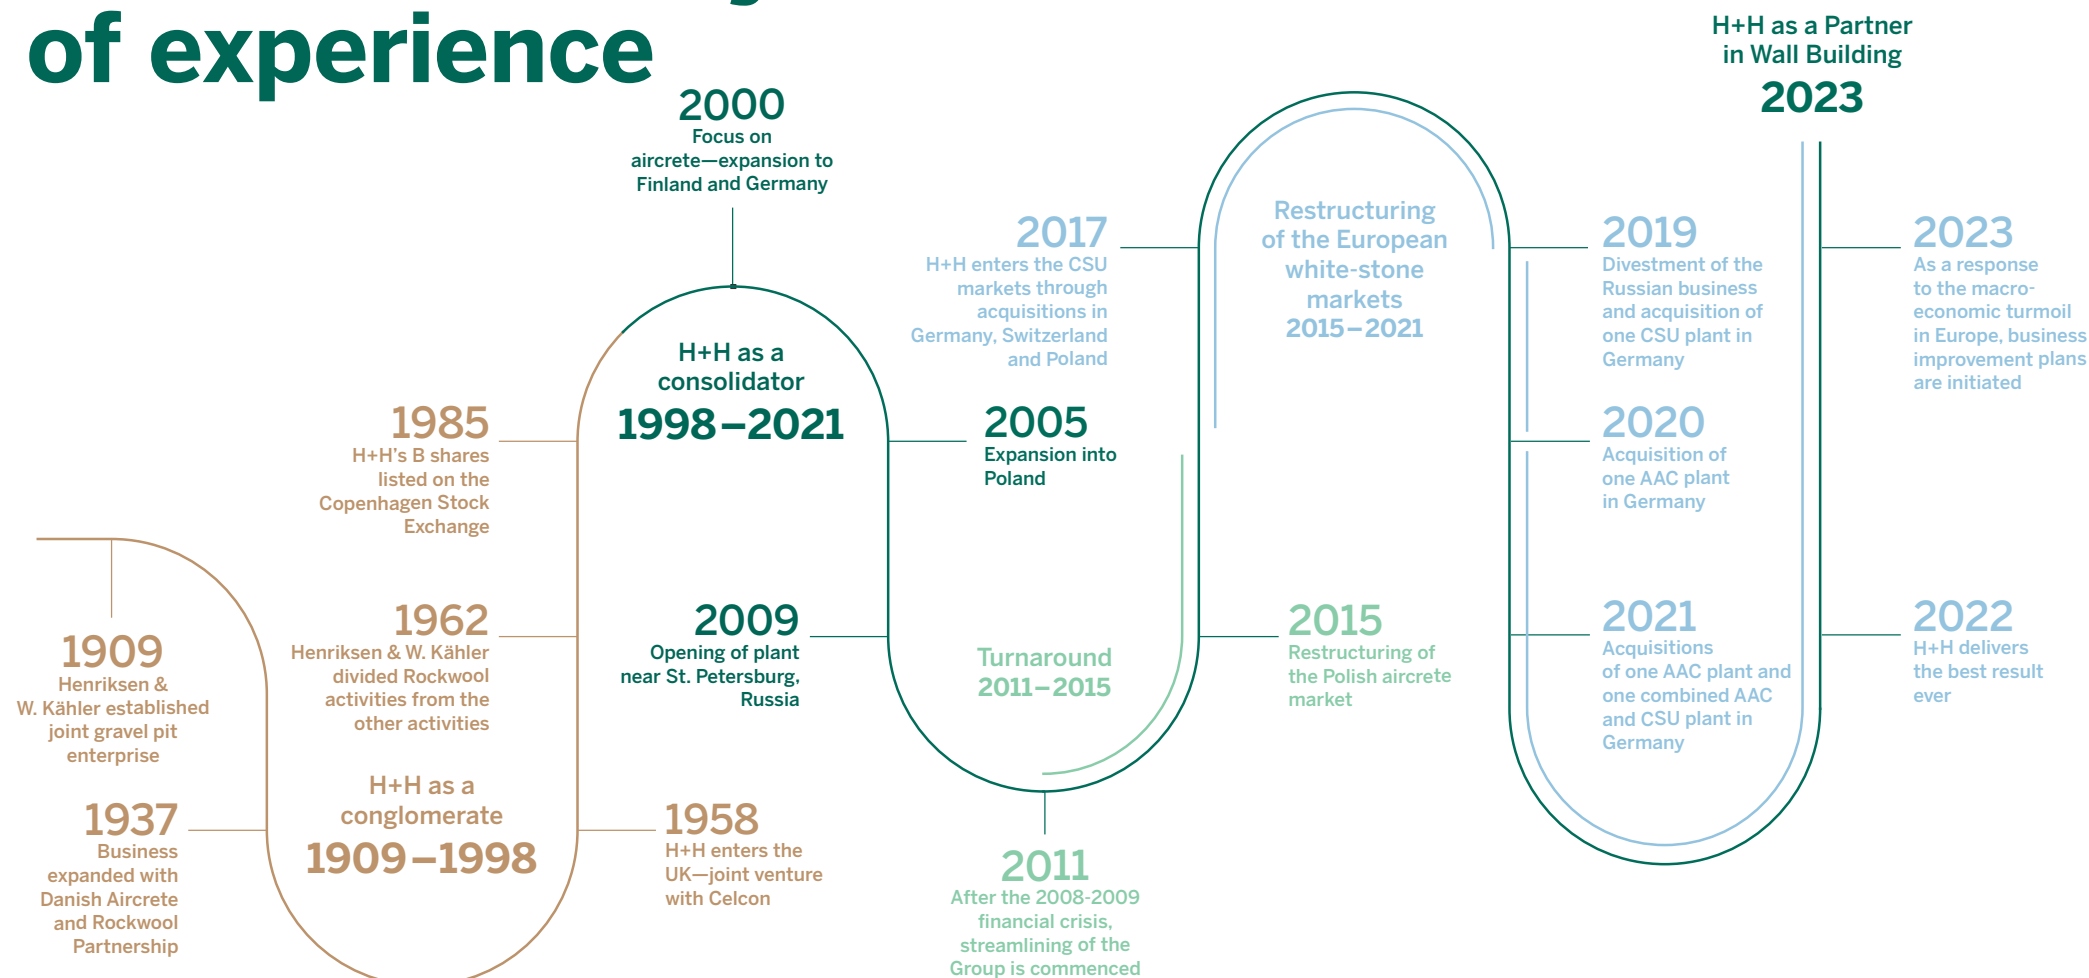 of experience
1909
Henriksen &
W. Kähler established
joint gravel pit
enterprise
1937
Business
expanded with
Danish Aircrete
and Rockwool
Partnership
H+H as a
conglomerate
1909–1998
1958
H+H enters the
UK—joint venture
with Celcon
1962
Henriksen & W. Kähler
divided Rockwool
activities from the
other activities
1985
H+H's B shares
listed on the
Copenhagen Stock
Exchange
2000
Focus on
aircrete—expansion to
Finland and Germany
H+H as a
consolidator
1998–2021
2005
Expansion into
Poland
2009
Opening of plant
near St. Petersburg,
Russia
2011
After the 2008-2009
financial crisis,
streamlining of the
Group is commenced
Turnaround
2011–2015
2015
Restructuring of
the Polish aircrete
market
2017
H+H enters the CSU
markets through
acquisitions in
Germany, Switzerland
and Poland
Restructuring
of the European
white-stone
markets
2015–2021
2019
Divestment of the
Russian business
and acquisition of
one CSU plant in
Germany
2020
Acquisition of
one AAC plant
in Germany
2021
Acquisitions
of one AAC plant and
one combined AAC
and CSU plant in
Germany
2022
H+H delivers
the best result
ever
2023
As a response
to the macro-
economic turmoil
in Europe, business
improvement plans
are initiated
H+H as a Partner
in Wall Building
2023